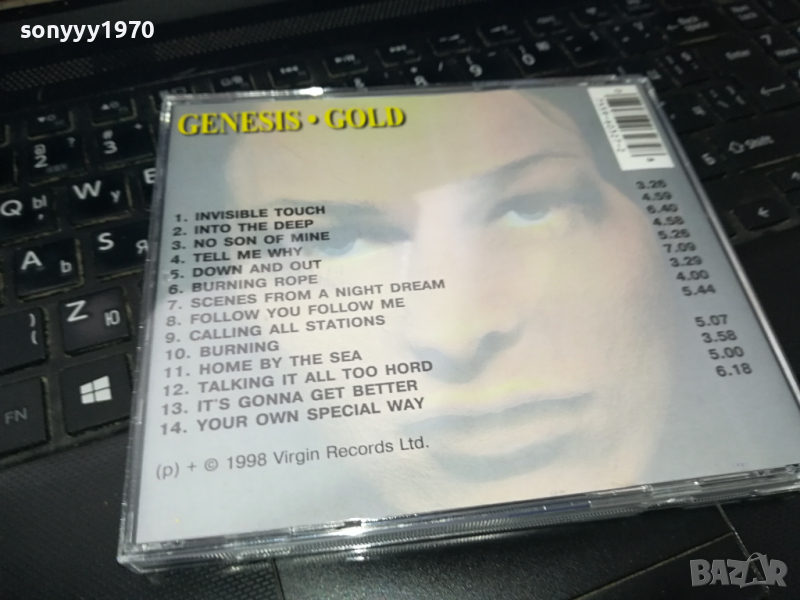 sonyyy1970
GENESIS • GOLD
1. INVISIBLE TOUCH 3.26
2. INTO THE DEEP 4.59
3. NO SON OF MINE 6.40
4. TELL ME WHY 4.58
5. DOWN AND OUT 5.26
6. BURNING ROPE 7.09
7. SCENES FROM A NIGHT DREAM 3.29
8. FOLLOW YOU FOLLOW ME 4.00
9. CALLING ALL STATIONS 5.44
10. BURNING
11. HOME BY THE SEA 5.07
12. TALKING IT ALL TOO HORD 3.58
13. IT'S GONNA GET BETTER 5.00
14. YOUR OWN SPECIAL WAY 6.18
(p) + © 1998 Virgin Records Ltd.
2
Q
W
A
S
Z
Ю
Ь
Я
FN
BAZAR